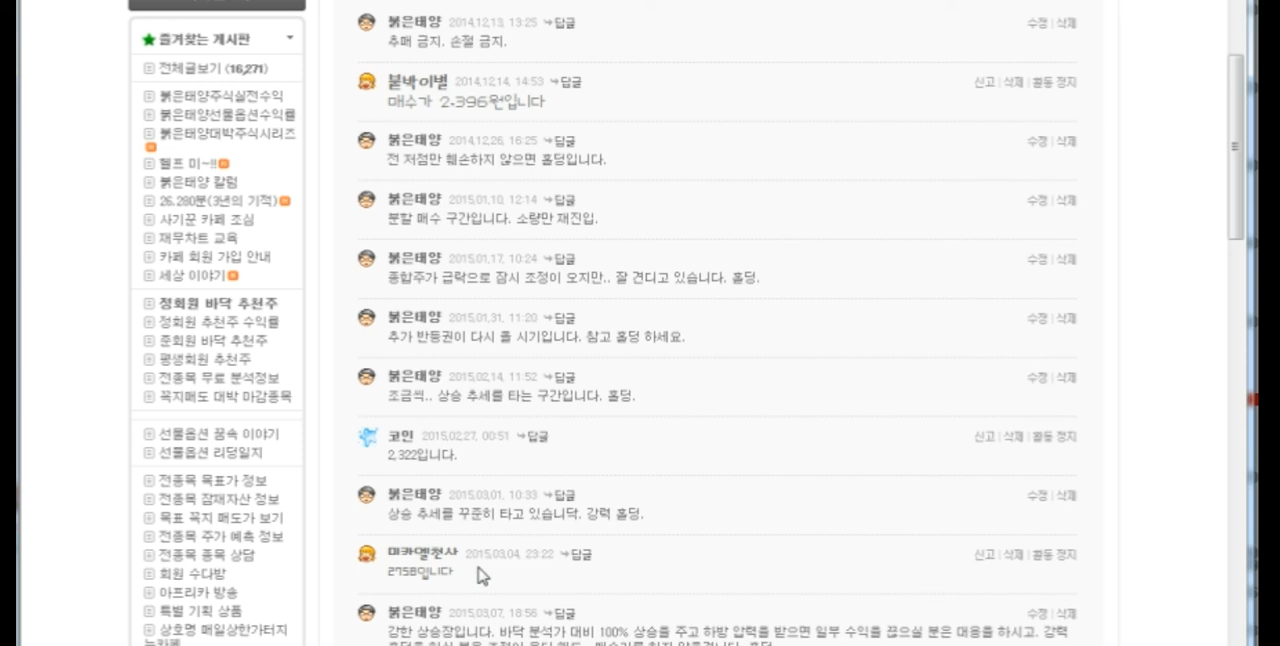 ★ 즐겨찾는 게시판
전체글보기 (16,271)
붉은태양주식실전수익
붉은태양선물옵션수익률
붉은태양대박주식시리즈
헬프 미~!!
붉은태양 칼럼
26.280분(3년의 기적)
사기꾼 카페 조심
재무차트 교육
카페 회원 가입 안내
세상 이야기
정회원 바닥 추천주
정회원 추천주 수익률
준회원 바닥 추천주
평생회원 추천주
전종목 무료 분석정보
꼭지매도 대박 마감종목
선물옵션 꿈속 이야기
선물옵션 리딩일지
전종목 목표가 정보
전종목 잠재자산 정보
목표 꼭지 매도가 보기
전종목 주가 예측 정보
전종목 종목 상담
회원 수다방
아프리카 방송
특별 기획 상품
상호명 매일상한가터지
는카페
붉은태양 2014.12.13, 13:25 답글 수정 | 삭제
추매 금지. 손절 금지.
붙박이별 2014.12.14, 14:53 답글 신고 | 삭제 | 활동 정지
매수가 2.396원입니다
붉은태양 2014.12.26, 16:25 답글 수정 | 삭제
전 저점만 훼손하지 않으면 홀딩입니다.
붉은태양 2015.01.10, 12:14 답글 수정 | 삭제
분할 매수 구간입니다. 소량만 재진입.
붉은태양 2015.01.17, 10:24 답글 수정 | 삭제
종합주가 급락으로 잠시 조정이 오지만.. 잘 견디고 있습니다. 홀딩.
붉은태양 2015.01.31, 11:20 답글 수정 | 삭제
추가 반등권이 다시 올 시기입니다. 참고 홀딩 하세요.
붉은태양 2015.02.14, 11:52 답글 수정 | 삭제
조금씩.. 상승 추세를 타는 구간입니다. 홀딩.
코인 2015.02.27, 00:51 답글 신고 | 삭제 | 활동 정지
2,322입니다.
붉은태양 2015.03.01, 10:33 답글 수정 | 삭제
상승 추세를 꾸준히 타고 있습니닥. 강력 홀딩.
미카엘천사 2015.03.04, 23:22 답글 신고 | 삭제 | 활동 정지
2758입니다
붉은태양 2015.03.07, 18:56 답글 수정 | 삭제
강한 상승장입니다. 바닥 분석가 대비 100% 상승을 주고 하방 압력을 받으면 일부 수익을 끊으실 분은 대응을 하시고. 강력